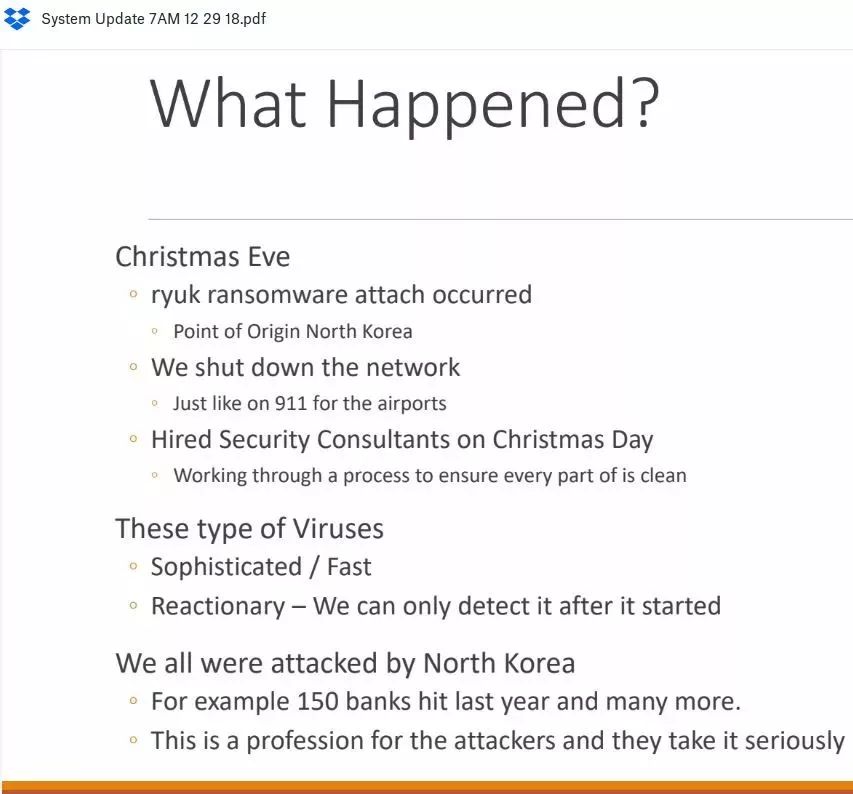 System Update 7AM 12 29 18.pdf
What Happened?
Christmas Eve
◦ ryuk ransomware attach occurred
◦ Point of Origin North Korea
◦ We shut down the network
◦ Just like on 911 for the airports
◦ Hired Security Consultants on Christmas Day
◦ Working through a process to ensure every part of is clean
These type of Viruses
◦ Sophisticated / Fast
◦ Reactionary – We can only detect it after it started
We all were attacked by North Korea
◦ For example 150 banks hit last year and many more.
◦ This is a profession for the attackers and they take it seriously